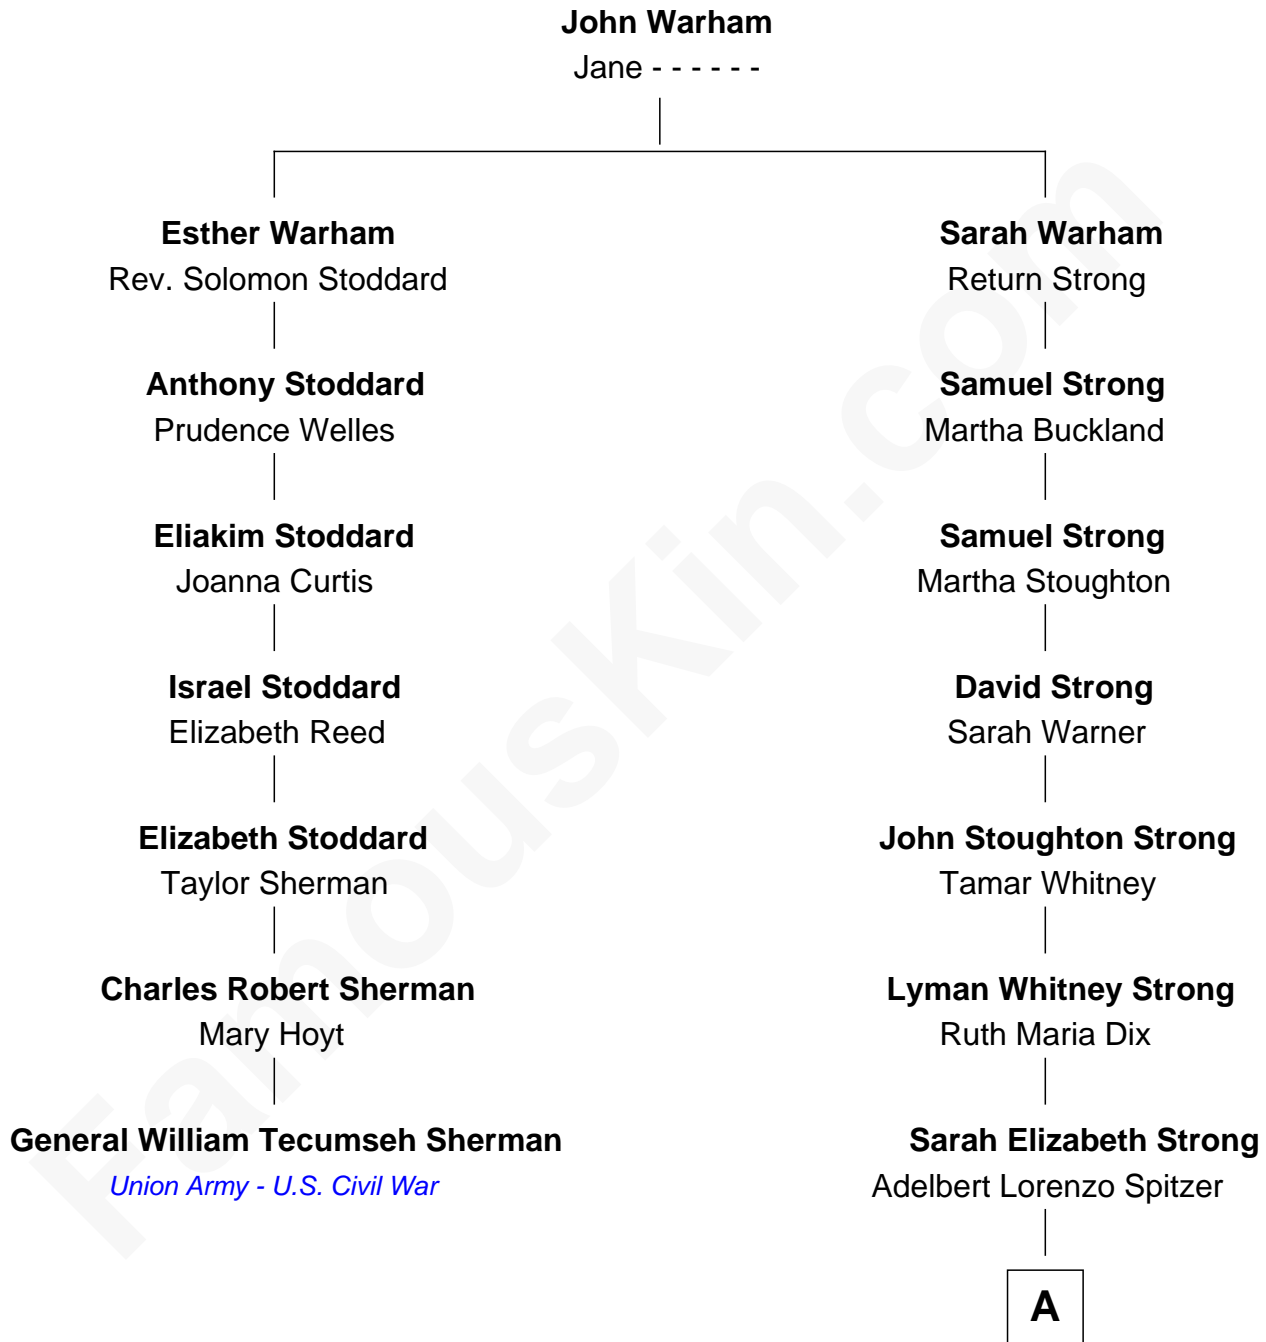 John Warham
Jane - - - - - -
Esther Warham
Rev. Solomon Stoddard
Sarah Warham
Return Strong
Anthony Stoddard
Prudence Welles
Samuel Strong
Martha Buckland
Eliakim Stoddard
Joanna Curtis
Samuel Strong
Martha Stoughton
Israel Stoddard
Elizabeth Reed
David Strong
Sarah Warner
Elizabeth Stoddard
Taylor Sherman
John Stoughton Strong
Tamar Whitney
Charles Robert Sherman
Mary Hoyt
Lyman Whitney Strong
Ruth Maria Dix
General William Tecumseh Sherman
Union Army - U.S. Civil War
Sarah Elizabeth Strong
Adelbert Lorenzo Spitzer
A
FamousKin.com